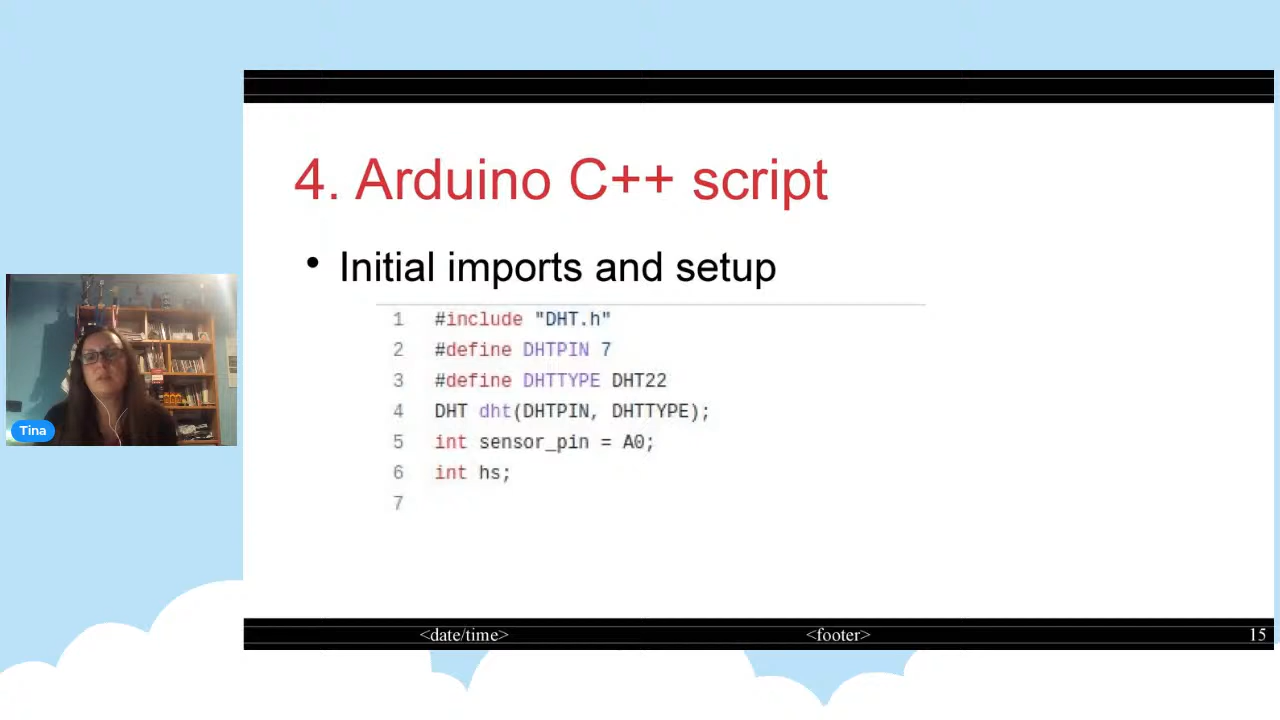 4. Arduino C++ script
• Initial imports and setup
1 #include "DHT.h"
2 #define DHTPIN 7
3 #define DHTTYPE DHT22
4 DHT dht(DHTPIN, DHTTYPE);
5 int sensor_pin = A0;
6 int hs;
7
Tina
<date/time> <footer> 15